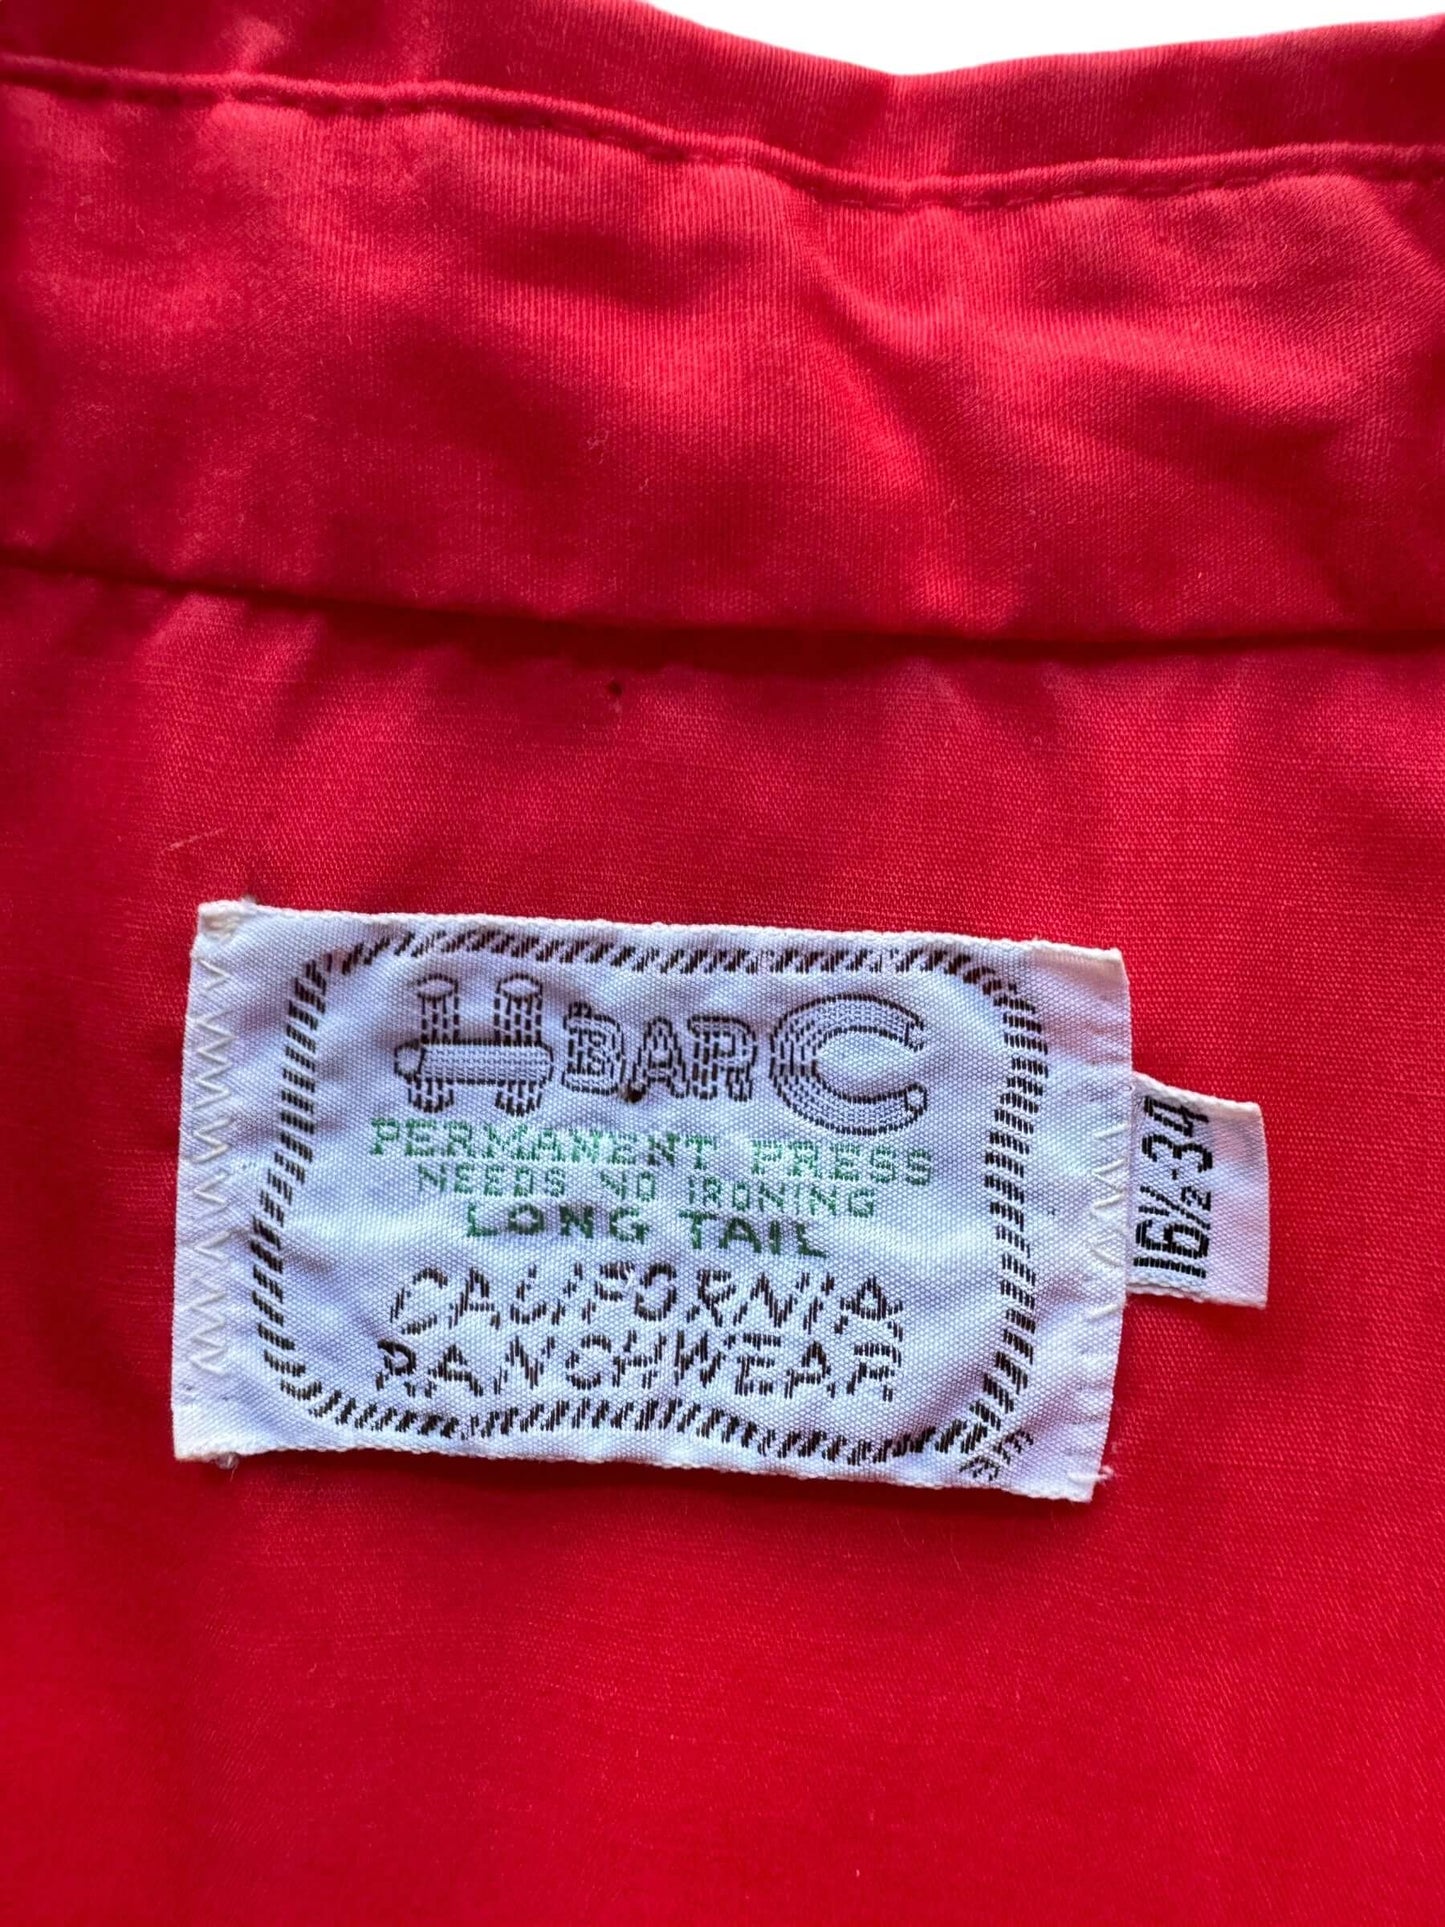 H BAR C
PERMANENT PRESS
NEEDS NO IRONING
LONG TAIL
CALIFORNIA
RANCHWEAR
16½-34